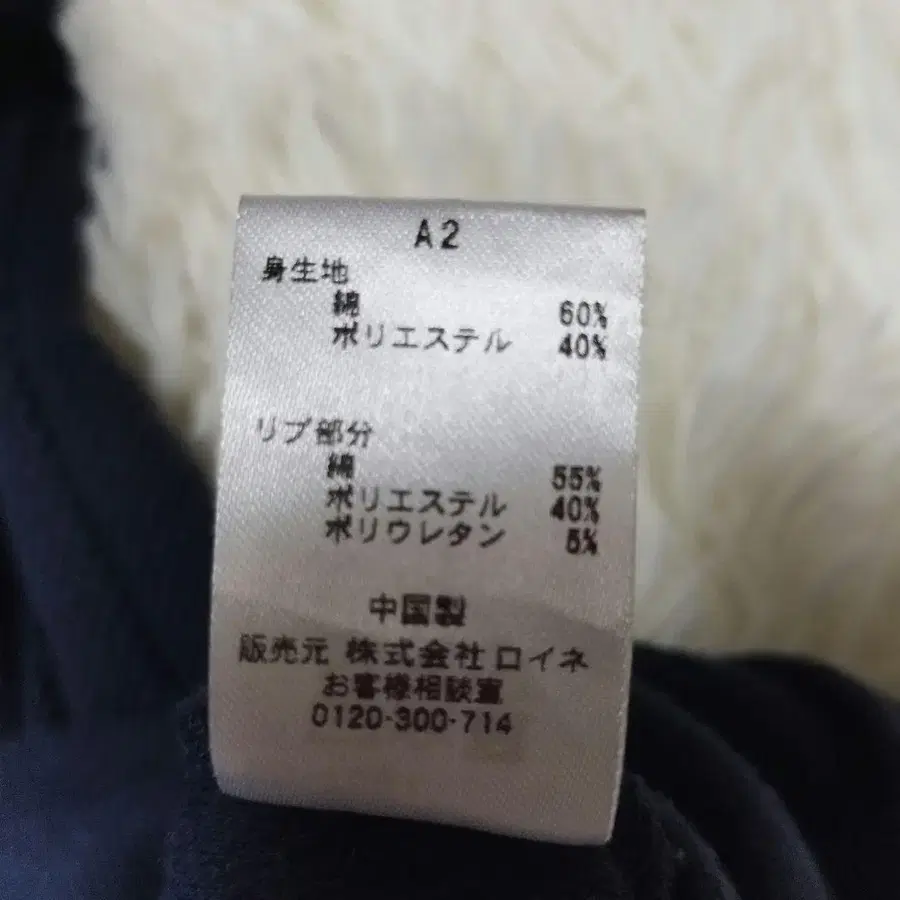 A2
身生地
綿 60%
ポリエステル 40%
リブ部分
綿 55%
ポリエステル 40%
ポリウレタン 5%
中国製
販売元 株式会社ロイネ
お客様相談室
0120-300-714